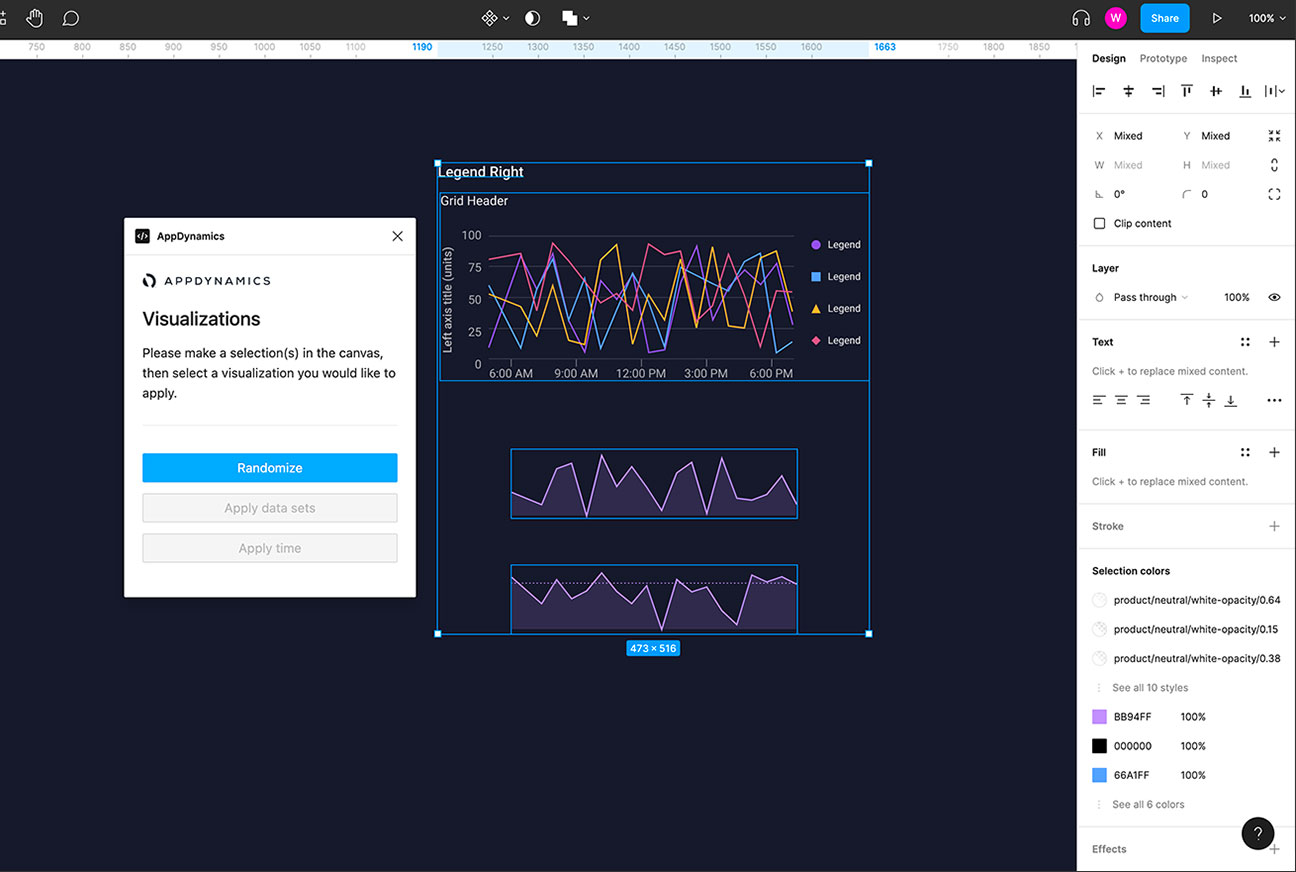 W
Share
100%
750 800 850 900 950 1000 1050 1100 1190 1250 1300 1350 1400 1450 1500 1550 1600 1663 1750 1800 1850
Design Prototype Inspect
X Mixed Y Mixed
W Mixed H Mixed
0° 0
Clip content
Layer
Pass through 100%
Text
Click + to replace mixed content.
Fill
Click + to replace mixed content.
Stroke
Selection colors
product/neutral/white-opacity/0.64
product/neutral/white-opacity/0.15
product/neutral/white-opacity/0.38
See all 10 styles
BB94FF 100%
000000 100%
66A1FF 100%
See all 6 colors
Effects
?
AppDynamics
APPDYNAMICS
Visualizations
Please make a selection(s) in the canvas,
then select a visualization you would like to
apply.
Randomize
Apply data sets
Apply time
Legend Right
Grid Header
Left axis title (units)
100
75
50
25
0
6:00 AM 9:00 AM 12:00 PM 3:00 PM 6:00 PM
Legend
Legend
Legend
Legend
473 × 516